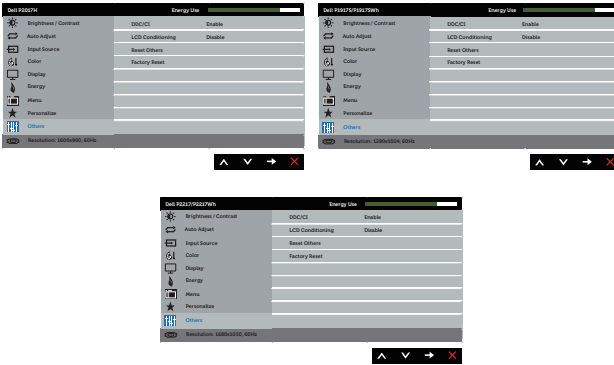 Dell P2017H Energy Use
Brightness / Contrast DDC/CI Enable
Auto Adjust LCD Conditioning Disable
Input Source Reset Others
Color Factory Reset
Display
Energy
Menu
Personalize
Others
Resolution: 1600x900, 60Hz
Dell P1917S/P1917SWh Energy Use
Brightness / Contrast DDC/CI Enable
Auto Adjust LCD Conditioning Disable
Input Source Reset Others
Color Factory Reset
Display
Energy
Menu
Personalize
Others
Resolution: 1280x1024, 60Hz
Dell P2217/P2217Wh Energy Use
Brightness / Contrast DDC/CI Enable
Auto Adjust LCD Conditioning Disable
Input Source Reset Others
Color Factory Reset
Display
Energy
Menu
Personalize
Others
Resolution: 1680x1050, 60Hz